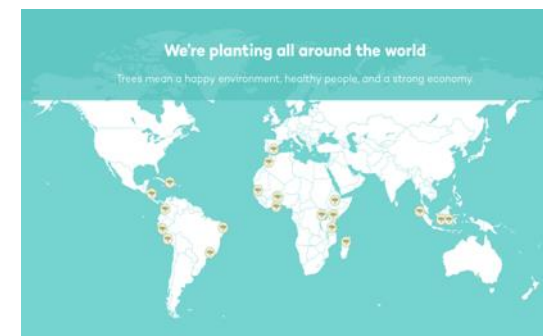 We're planting all around the world
Trees mean a happy environment, healthy people, and a strong economy.